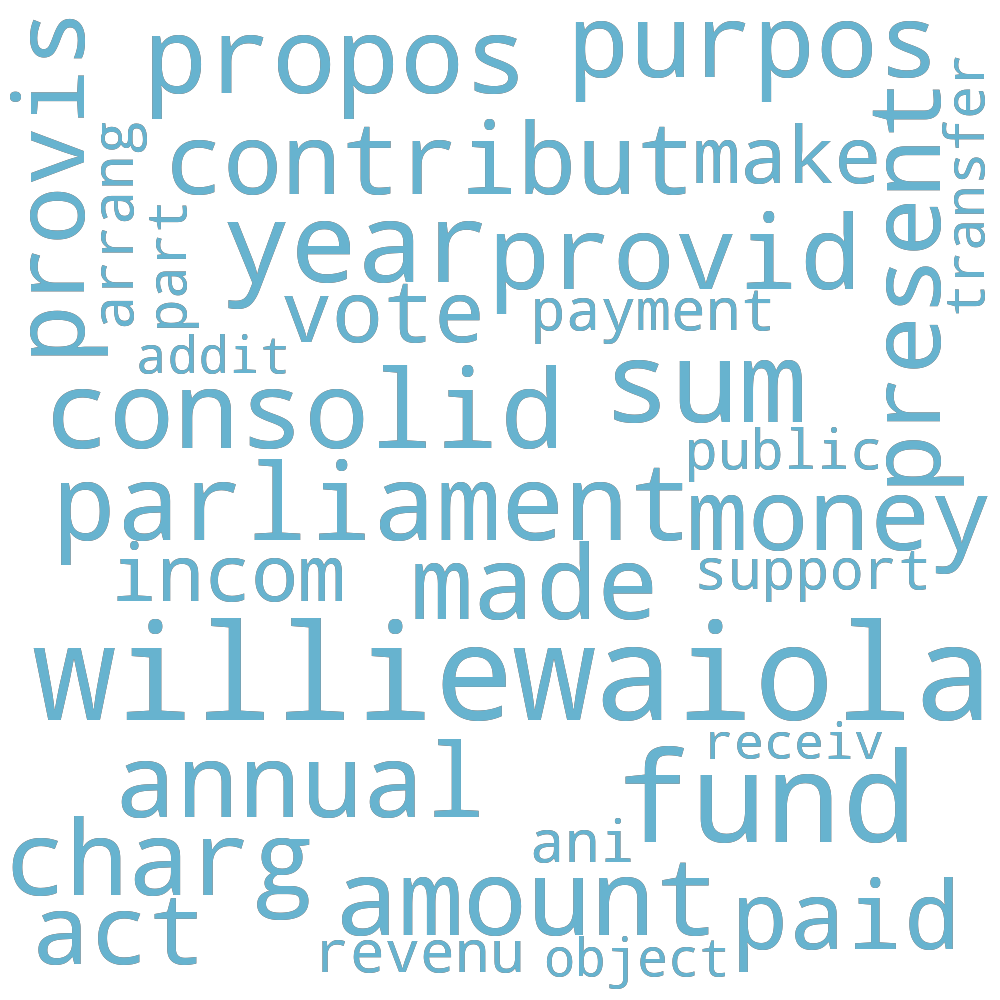 provis
propos
purpos
transfer
present
arrang
contribut
make
part
year
provid
vote
payment
addit
sum
consolid
public
parliament
money
incom
made
support
williewaiola
receiv
annual
fund
charg
ani
amount
paid
act
revenu
object